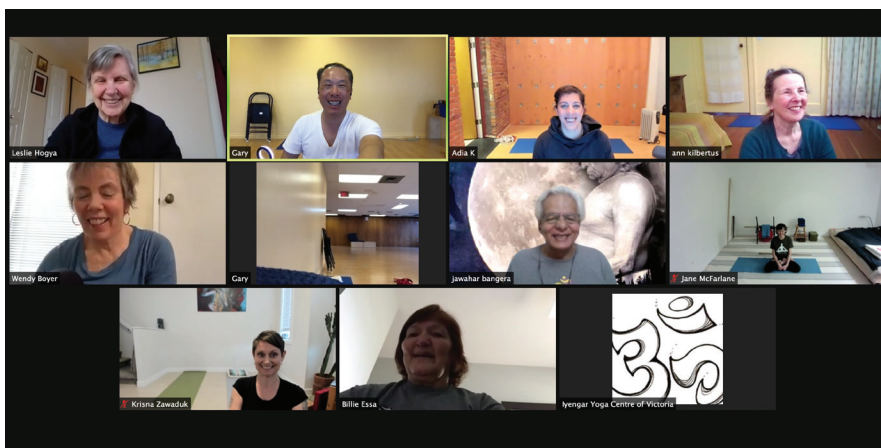 Leslie Hogya
Gary
Adia K
ann kilbertus
Wendy Boyer
Gary
jawahar bangera
Jane McFarlane
Krisna Zawaduk
Billie Essa
Iyengar Yoga Centre of Victoria
ॐ